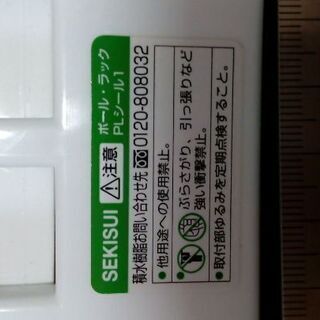 SEKISUI
⚠注意
ポール・ラック
PLシール1
積水樹脂お問い合わせ先 0120-808032
●他用途への使用禁止。
●ぶらさがり、引っ張りなど
強い衝撃禁止。
●取付部ゆるみを定期点検すること。